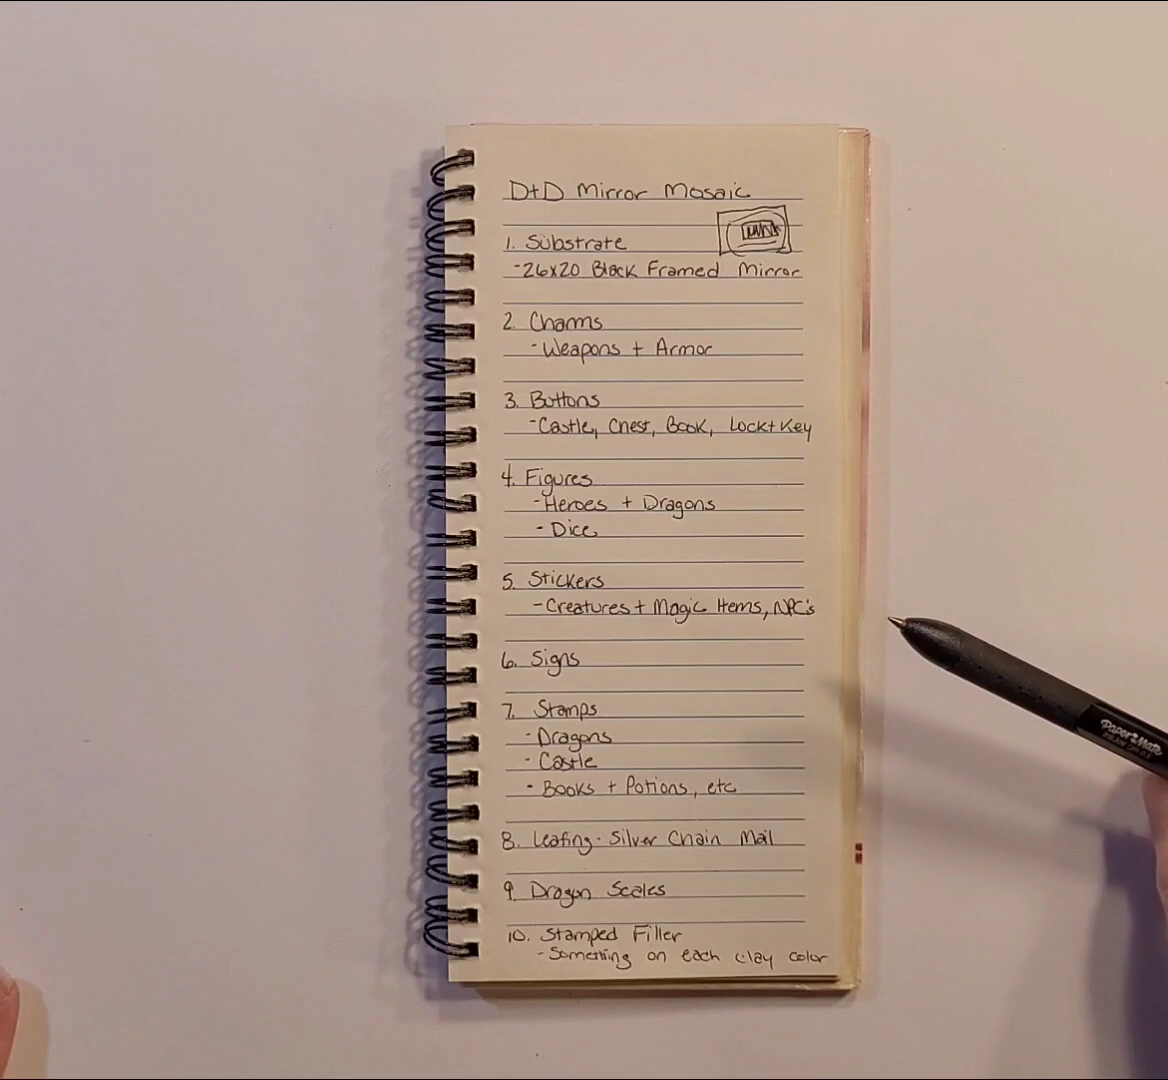 D+D Mirror Mosaic
1. Substrate
-26x20 Black Framed Mirror
2. Charms
-Weapons + Armor
3. Buttons
-Castle, Chest, Book, Lock+Key
4. Figures
-Heroes + Dragons
- Dice
5. Stickers
-Creatures + Magic Items, NPC's
6. Signs
7. Stamps
- Dragons
- Castle
- Books + Potions, etc
8. Leafing - Silver Chain Mail
9. Dragon Scales
10. Stamped Filler
-Something on each clay color
Paper Mate